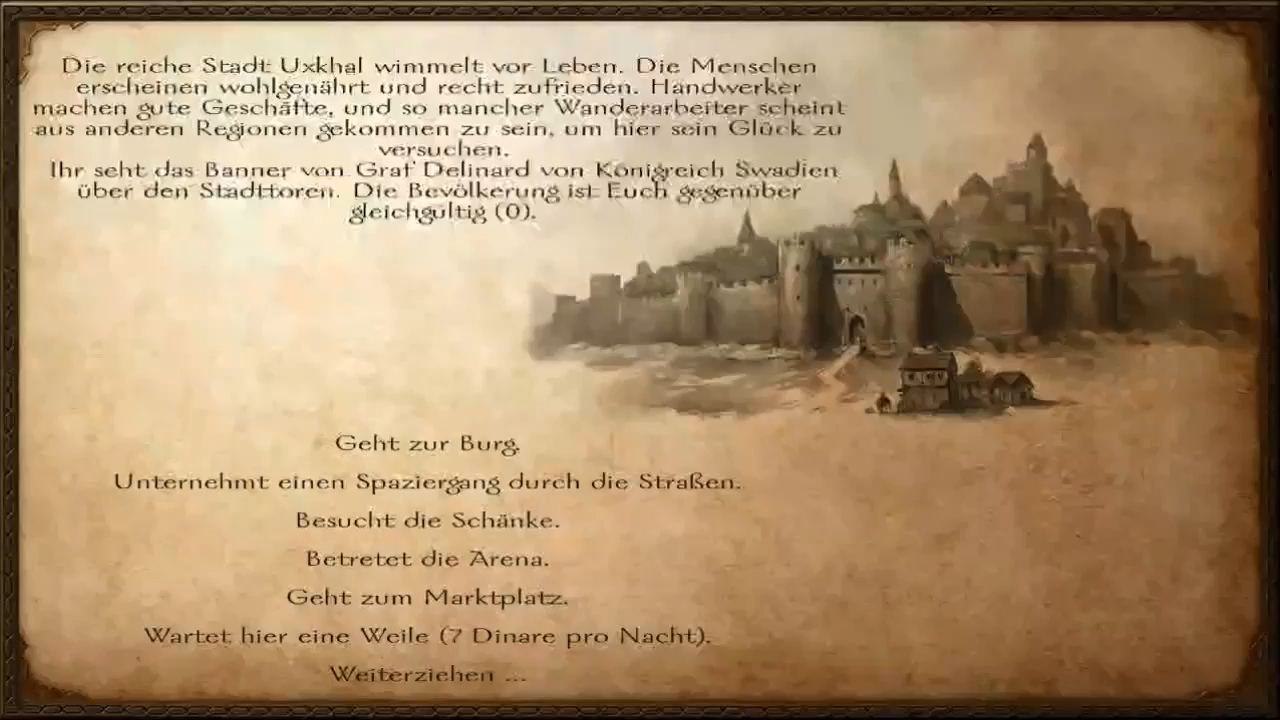 Die reiche Stadt Uxkhal wimmelt vor Leben. Die Menschen
erscheinen wohlgenährt und recht zufrieden. Handwerker
machen gute Geschäfte, und so mancher Wanderarbeiter scheint
aus anderen Regionen gekommen zu sein, um hier sein Glück zu
versuchen.
Ihr seht das Banner von Graf Delinard von Königreich Swadien
über den Stadttoren. Die Bevölkerung ist Euch gegenüber
gleichgültig (0).
Geht zur Burg.
Unternehmt einen Spaziergang durch die Straßen.
Besucht die Schänke.
Betretet die Arena.
Geht zum Marktplatz.
Wartet hier eine Weile (7 Dinare pro Nacht).
Weiterziehen ...